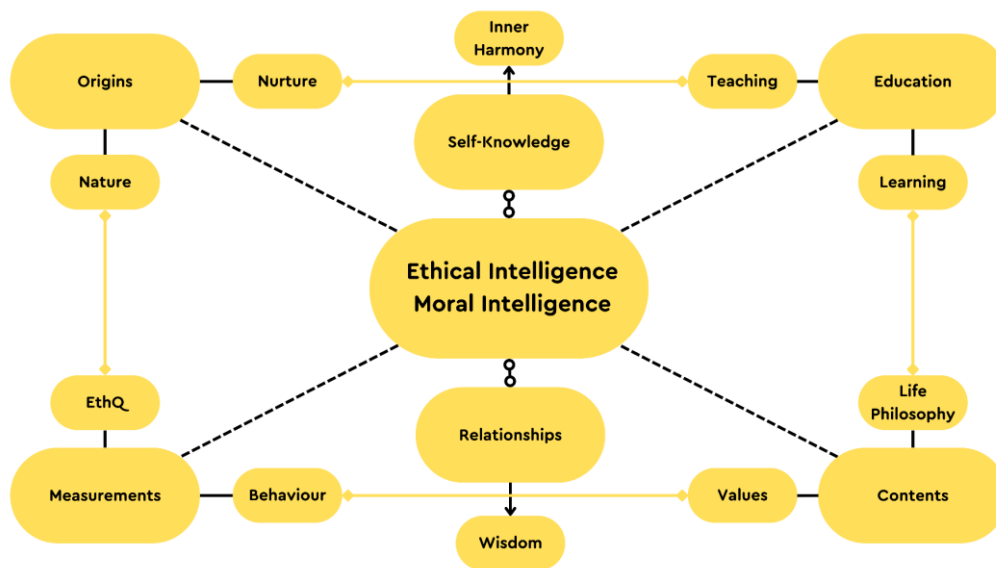 Inner
Harmony
Origins
Nurture
Teaching
Education
Self-Knowledge
Nature
Learning
Ethical Intelligence
Moral Intelligence
EthQ
Life
Philosophy
Relationships
Measurements
Behaviour
Values
Contents
Wisdom